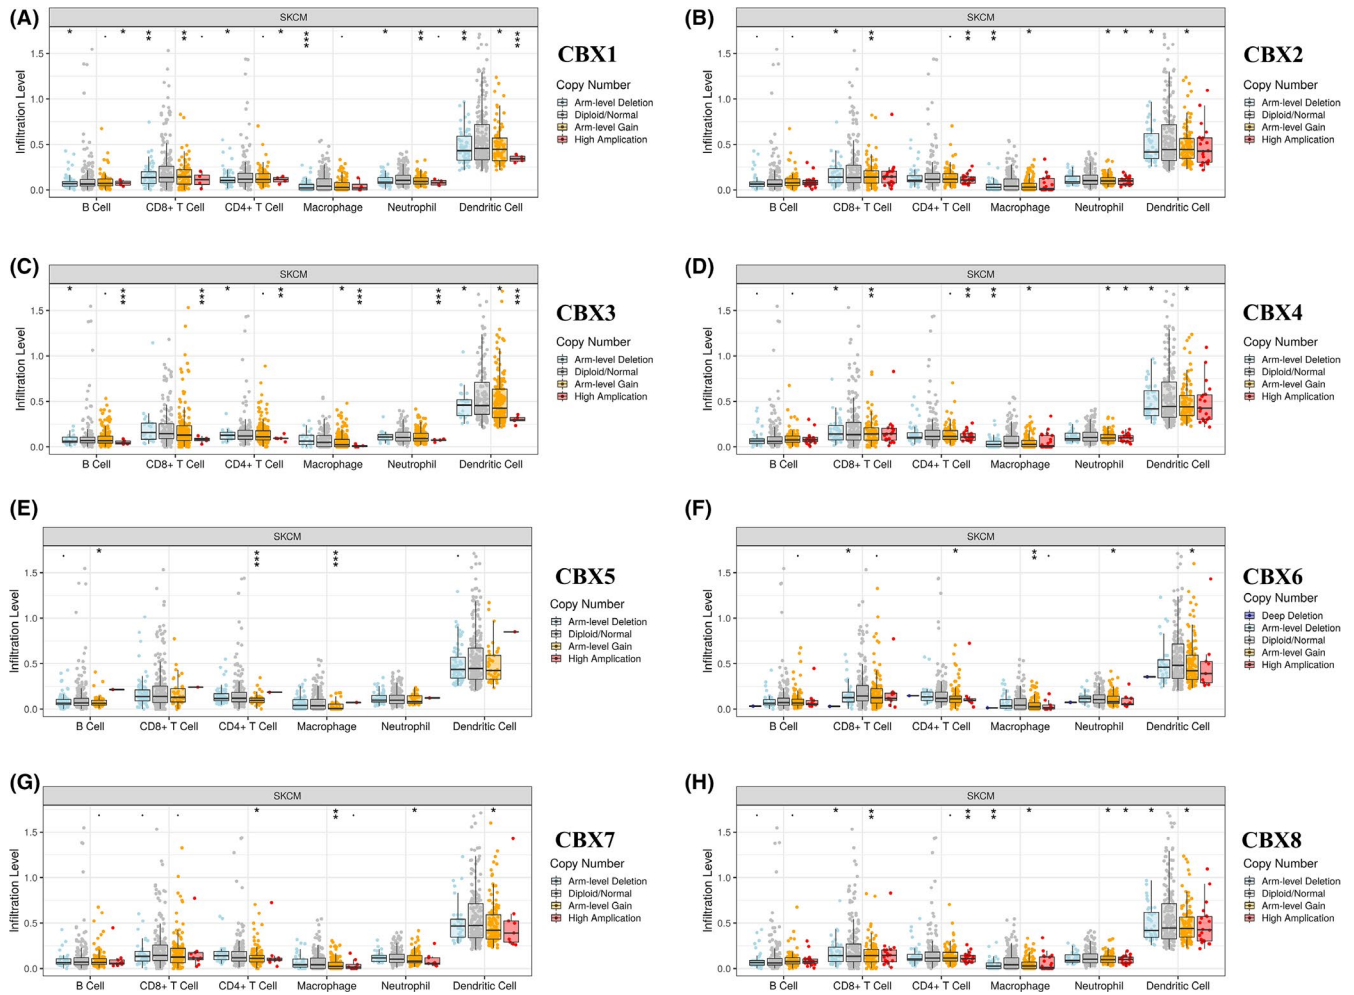 (A)
SKCM
* . * ** ** . * . * *** . * ** . ** * ***
CBX1
Copy Number
Arm-level Deletion
Diploid/Normal
Arm-level Gain
High Amplication
Infiltration Level
1.5
1.0
0.5
0.0
B Cell CD8+ T Cell CD4+ T Cell Macrophage Neutrophil Dendritic Cell
(B)
SKCM
. . * ** . ** ** * * * * *
CBX2
Copy Number
Arm-level Deletion
Diploid/Normal
Arm-level Gain
High Amplication
Infiltration Level
1.5
1.0
0.5
0.0
B Cell CD8+ T Cell CD4+ T Cell Macrophage Neutrophil Dendritic Cell
(C)
SKCM
* . *** *** * . ** * *** *** * * ***
CBX3
Copy Number
Arm-level Deletion
Diploid/Normal
Arm-level Gain
High Amplication
Infiltration Level
1.5
1.0
0.5
0.0
B Cell CD8+ T Cell CD4+ T Cell Macrophage Neutrophil Dendritic Cell
(D)
SKCM
. . * ** . ** ** * * * * *
CBX4
Copy Number
Arm-level Deletion
Diploid/Normal
Arm-level Gain
High Amplication
Infiltration Level
1.5
1.0
0.5
0.0
B Cell CD8+ T Cell CD4+ T Cell Macrophage Neutrophil Dendritic Cell
(E)
SKCM
. * *** *** .
CBX5
Copy Number
Arm-level Deletion
Diploid/Normal
Arm-level Gain
High Amplication
Infiltration Level
1.5
1.0
0.5
0.0
B Cell CD8+ T Cell CD4+ T Cell Macrophage Neutrophil Dendritic Cell
(F)
SKCM
. * . * ** . * *
CBX6
Copy Number
Deep Deletion
Arm-level Deletion
Diploid/Normal
Arm-level Gain
High Amplication
Infiltration Level
1.5
1.0
0.5
0.0
B Cell CD8+ T Cell CD4+ T Cell Macrophage Neutrophil Dendritic Cell
(G)
SKCM
. . . * ** . * *
CBX7
Copy Number
Arm-level Deletion
Diploid/Normal
Arm-level Gain
High Amplication
Infiltration Level
1.5
1.0
0.5
0.0
B Cell CD8+ T Cell CD4+ T Cell Macrophage Neutrophil Dendritic Cell
(H)
SKCM
. . * ** . ** ** * * * * *
CBX8
Copy Number
Arm-level Deletion
Diploid/Normal
Arm-level Gain
High Amplication
Infiltration Level
1.5
1.0
0.5
0.0
B Cell CD8+ T Cell CD4+ T Cell Macrophage Neutrophil Dendritic Cell